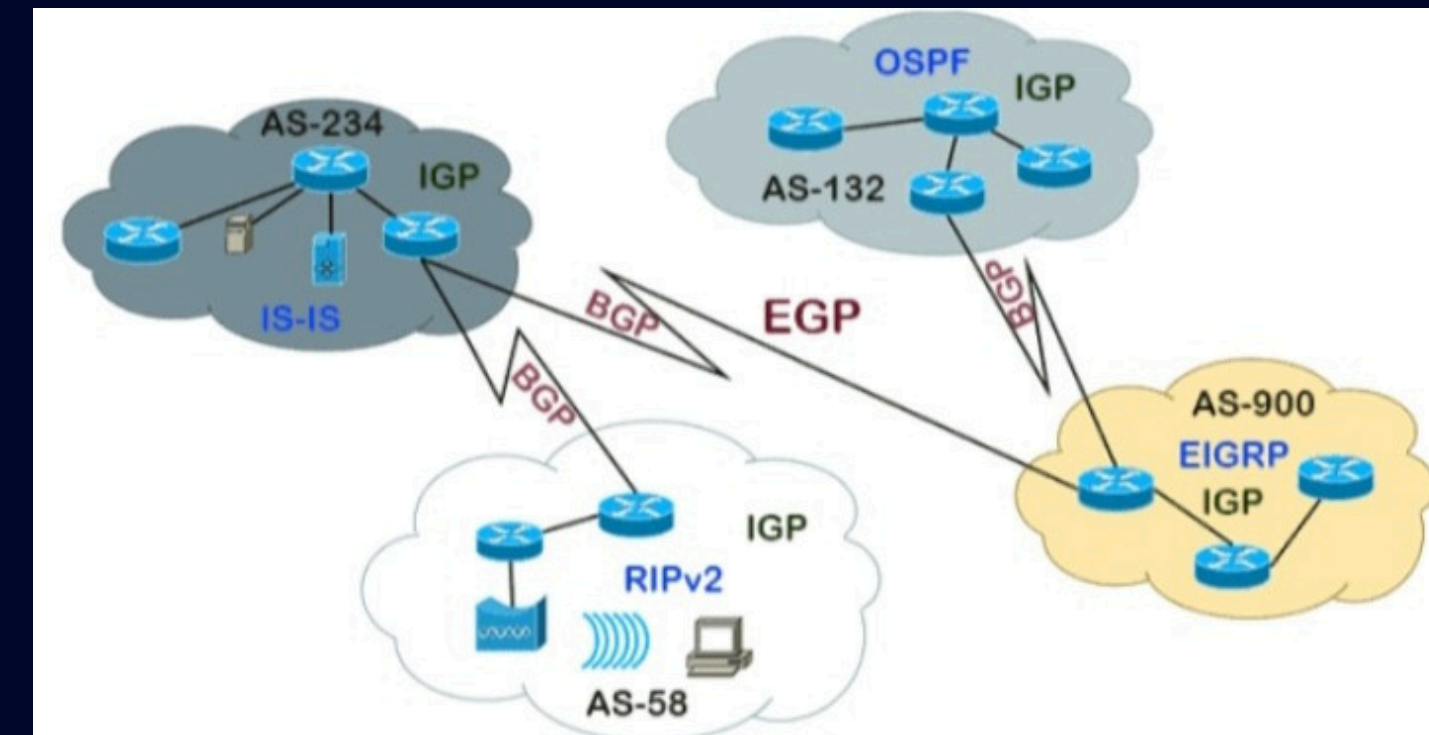 OSPF
IGP
AS-234
IGP
AS-132
IS-IS
BGP
EGP
BGP
BGP
AS-900
EIGRP
IGP
IGP
RIPv2
AS-58